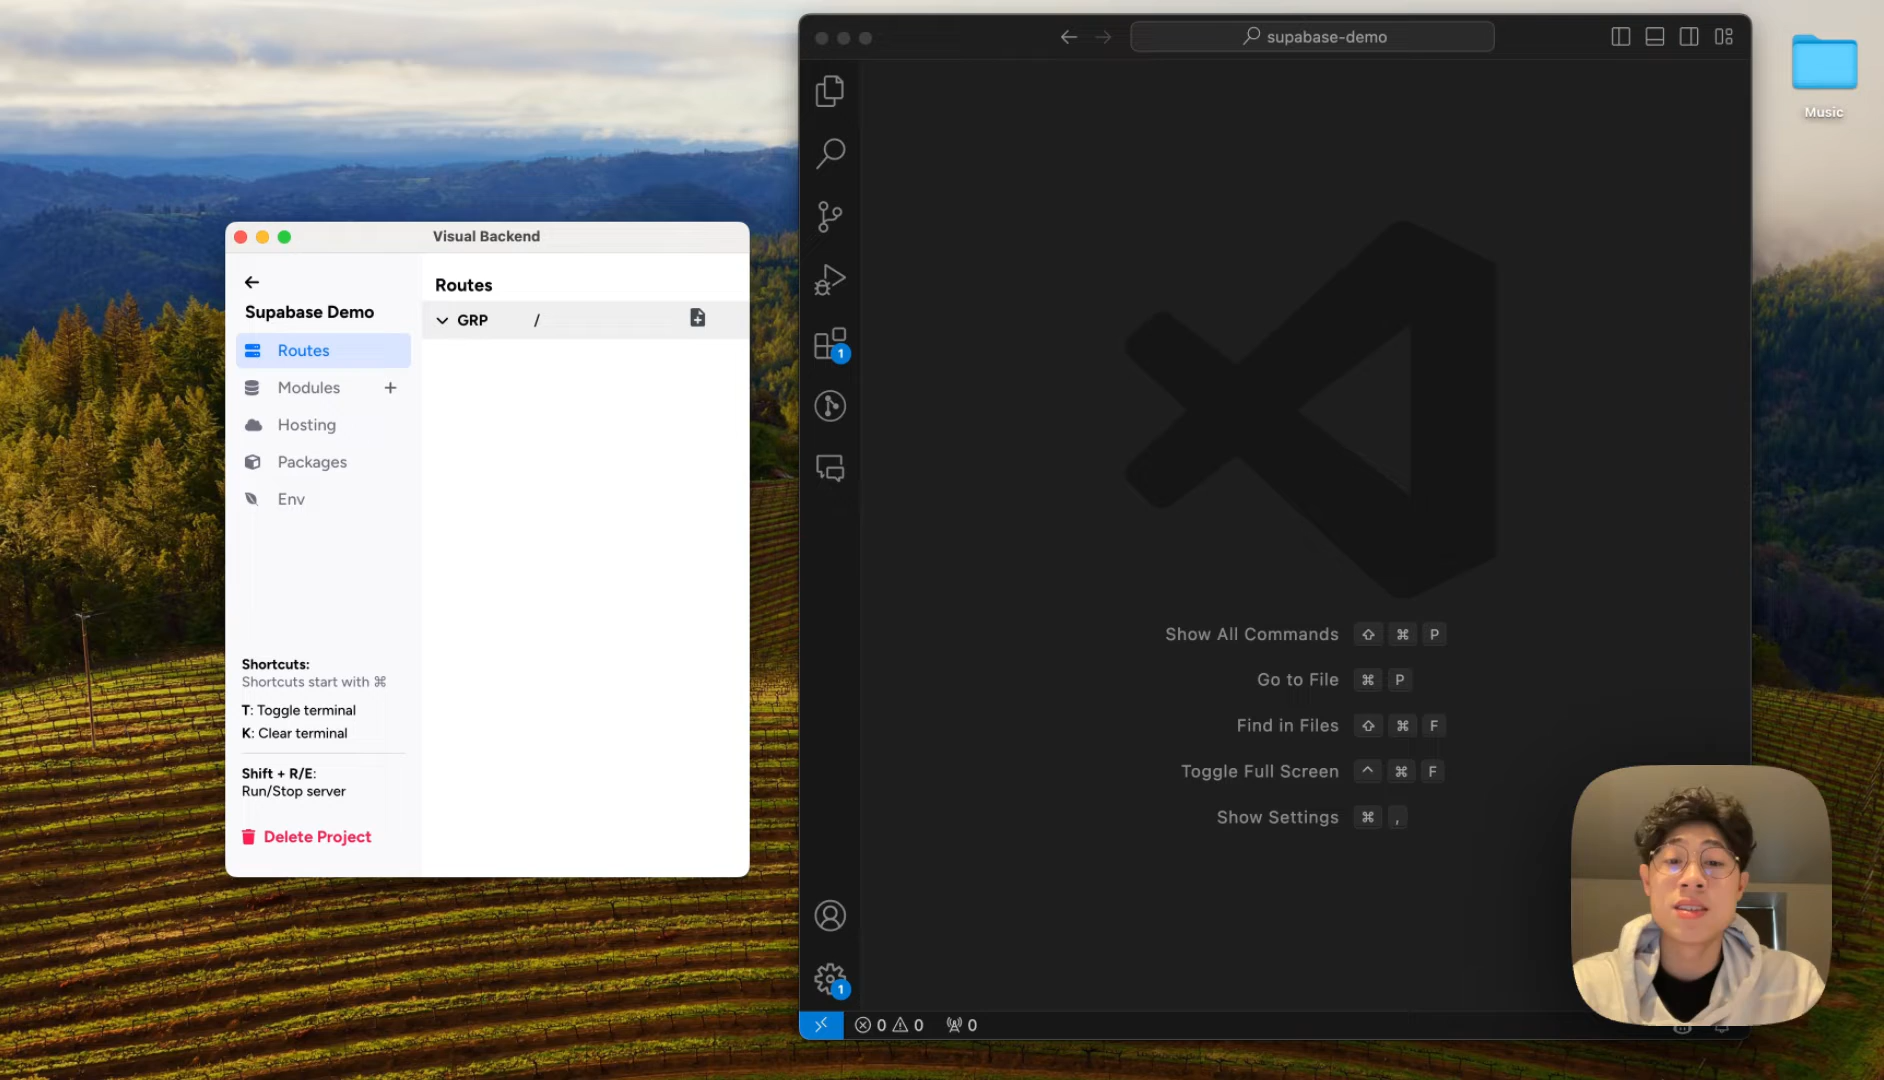 supabase-demo
Music
Visual Backend
Supabase Demo
Routes
Modules +
Hosting
Packages
Env
Shortcuts:
Shortcuts start with ⌘
T: Toggle terminal
K: Clear terminal
Shift + R/E:
Run/Stop server
Delete Project
Routes
GRP /
1
Show All Commands ⇧ ⌘ P
Go to File ⌘ P
Find in Files ⇧ ⌘ F
Toggle Full Screen ^ ⌘ F
Show Settings ⌘ ,
1
0 0 0